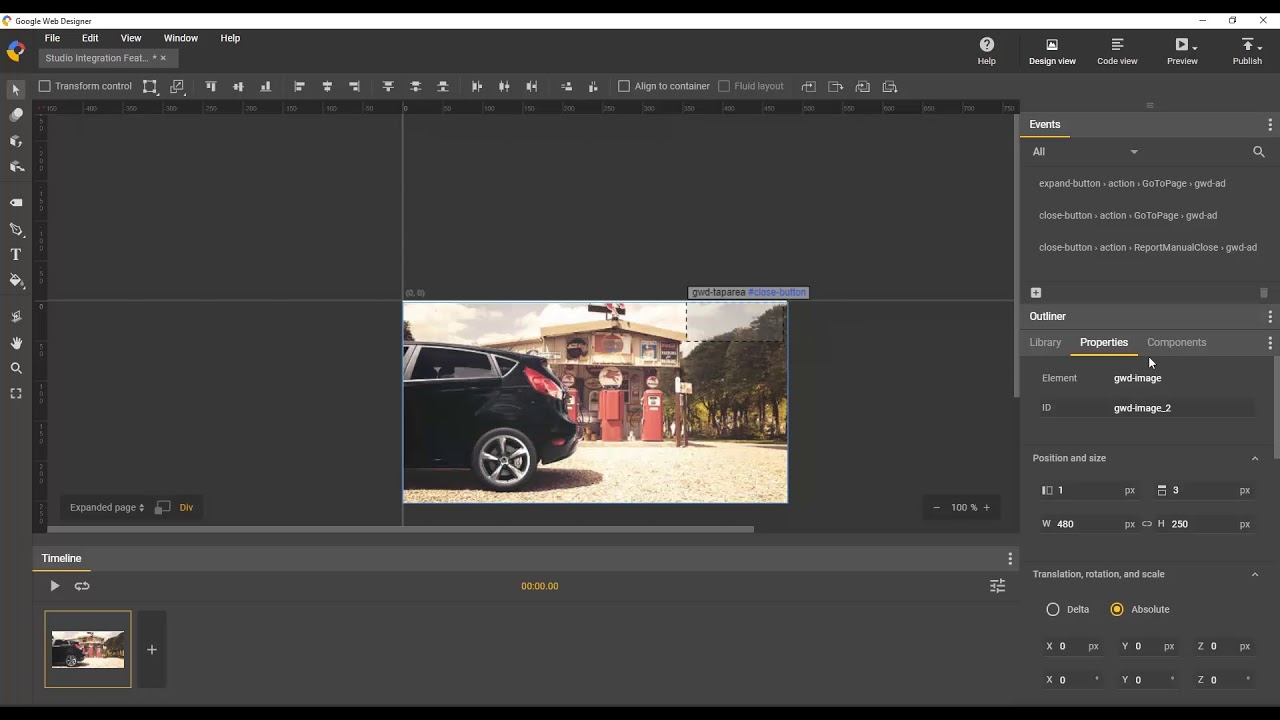 Google Web Designer
File Edit View Window Help
Studio Integration Feat... *
Help Design view Code view Preview Publish
Transform control Align to container Fluid layout
Events
All
expand-button › action › GoToPage › gwd-ad
close-button › action › GoToPage › gwd-ad
close-button › action › ReportManualClose › gwd-ad
(0, 0)
gwd-taparea #close-button
Outliner
Library Properties Components
Element gwd-image
ID gwd-image_2
Position and size
1 px 3 px
W 480 px H 250 px
Expanded page Div
− 100 % +
Timeline
00:00.00
Translation, rotation, and scale
Delta Absolute
X 0 px Y 0 px Z 0 px
X 0 ° Y 0 ° Z 0 °